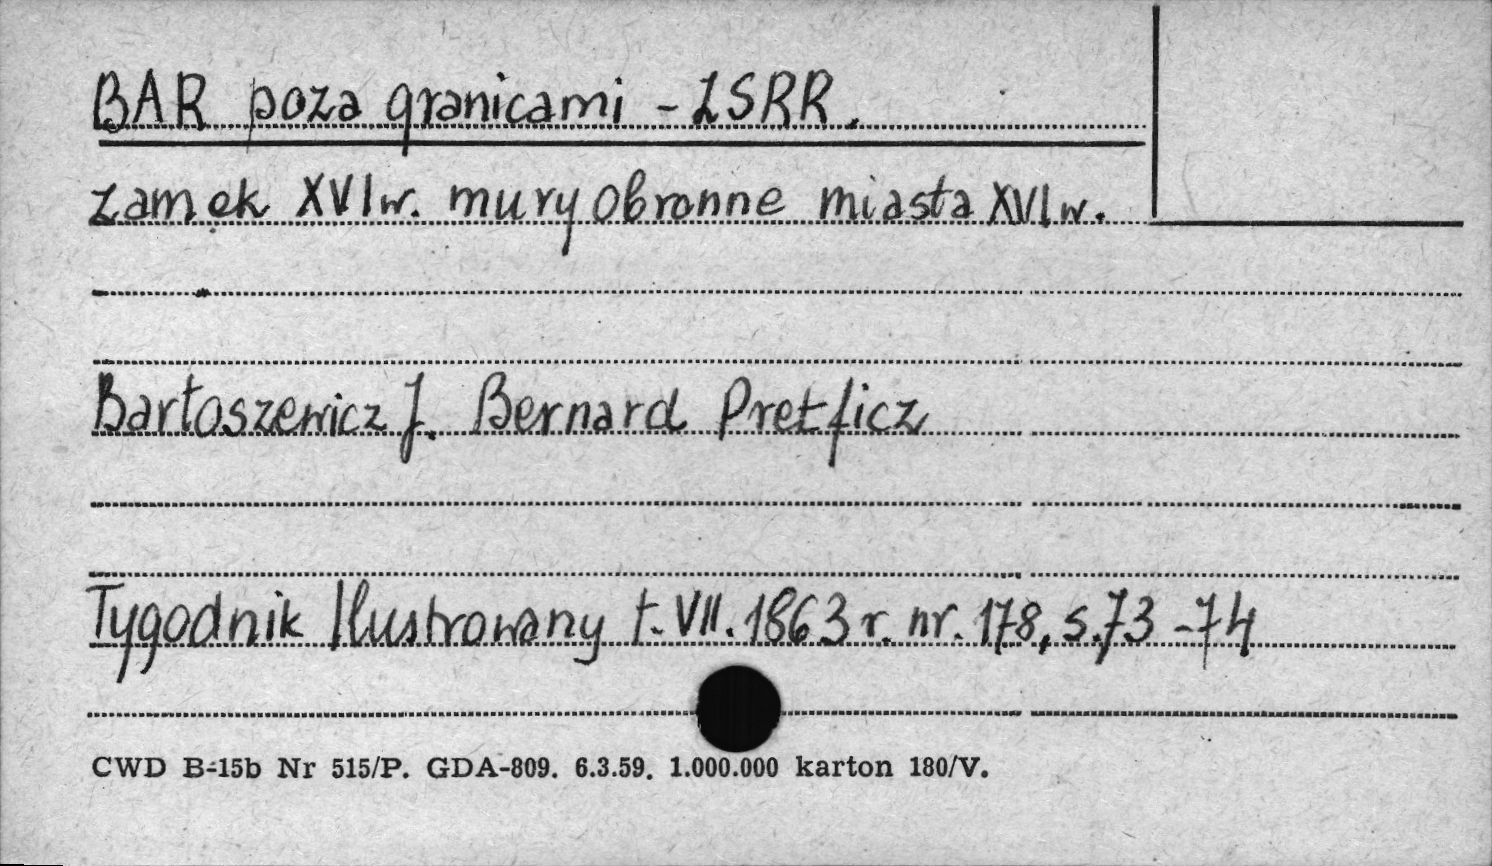 BAR poza granicami - ZSRR.
zamek XVI w. mury obronne miasta XVI w.
Bartoszewicz J. Bernard Pretficz
Tygodnik Ilustrowany t. VII. 1863 r. nr. 178, s. 73 - 74
CWD B-15b Nr 515/P. GDA-809. 6.3.59. 1.000.000 karton 180/V.